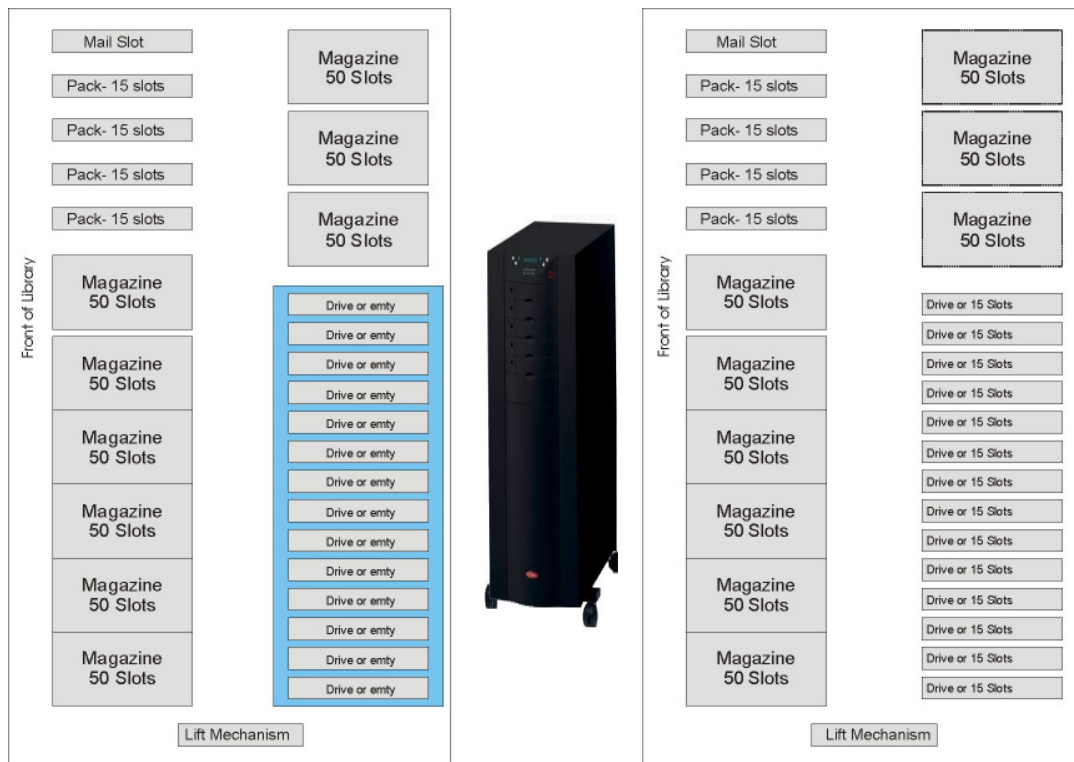 Front of Library
Mail Slot
Pack- 15 slots
Pack- 15 slots
Pack- 15 slots
Pack- 15 slots
Magazine
50 Slots
Magazine
50 Slots
Magazine
50 Slots
Magazine
50 Slots
Magazine
50 Slots
Magazine
50 Slots
Magazine
50 Slots
Magazine
50 Slots
Magazine
50 Slots
Drive or emty
Drive or emty
Drive or emty
Drive or emty
Drive or emty
Drive or emty
Drive or emty
Drive or emty
Drive or emty
Drive or emty
Drive or emty
Drive or emty
Drive or emty
Drive or emty
Lift Mechanism
Front of Library
Mail Slot
Pack- 15 slots
Pack- 15 slots
Pack- 15 slots
Pack- 15 slots
Magazine
50 Slots
Magazine
50 Slots
Magazine
50 Slots
Magazine
50 Slots
Magazine
50 Slots
Magazine
50 Slots
Magazine
50 Slots
Magazine
50 Slots
Magazine
50 Slots
Drive or 15 Slots
Drive or 15 Slots
Drive or 15 Slots
Drive or 15 Slots
Drive or 15 Slots
Drive or 15 Slots
Drive or 15 Slots
Drive or 15 Slots
Drive or 15 Slots
Drive or 15 Slots
Drive or 15 Slots
Drive or 15 Slots
Drive or 15 Slots
Drive or 15 Slots
Lift Mechanism